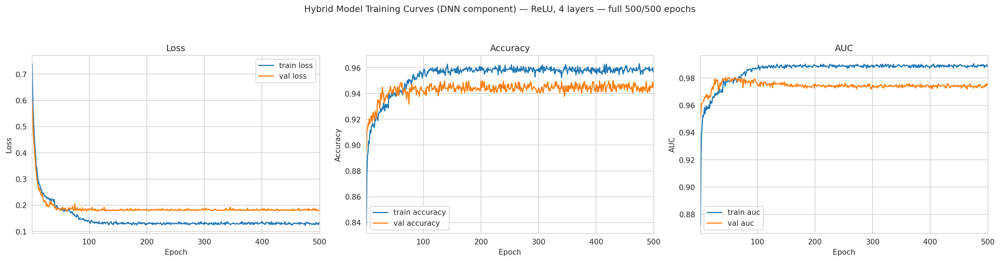 Hybrid Model Training Curves (DNN component) — ReLU, 4 layers — full 500/500 epochs
Loss
0.7
0.6
0.5
0.4
0.3
0.2
0.1
Loss
train loss
val loss
100
200
300
400
500
Epoch
Accuracy
0.96
0.94
0.92
0.90
0.88
0.86
0.84
Accuracy
train accuracy
val accuracy
100
200
300
400
500
Epoch
AUC
0.98
0.96
0.94
0.92
0.90
0.88
AUC
train auc
val auc
100
200
300
400
500
Epoch